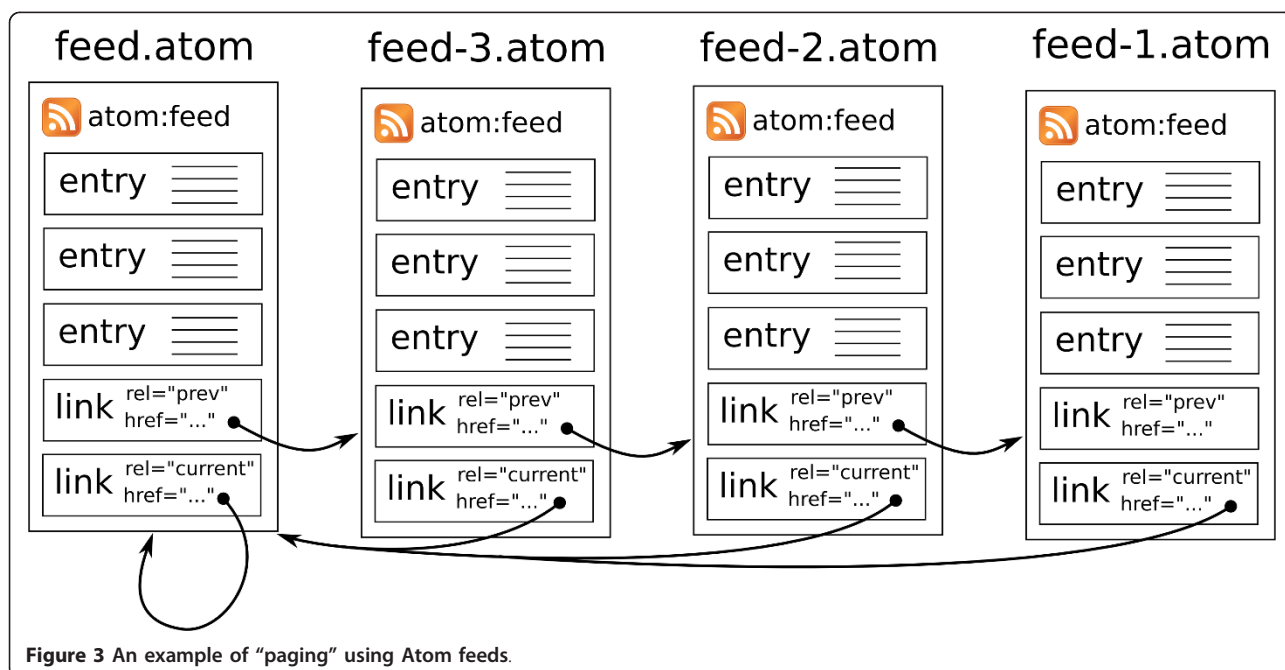 feed.atom
atom:feed
entry
entry
entry
link rel="prev"
href="..."
link rel="current"
href="..."
feed-3.atom
atom:feed
entry
entry
entry
link rel="prev"
href="..."
link rel="current"
href="..."
feed-2.atom
atom:feed
entry
entry
entry
link rel="prev"
href="..."
link rel="current"
href="..."
feed-1.atom
atom:feed
entry
entry
entry
link rel="prev"
href="..."
link rel="current"
href="..."
Figure 3 An example of “paging” using Atom feeds.